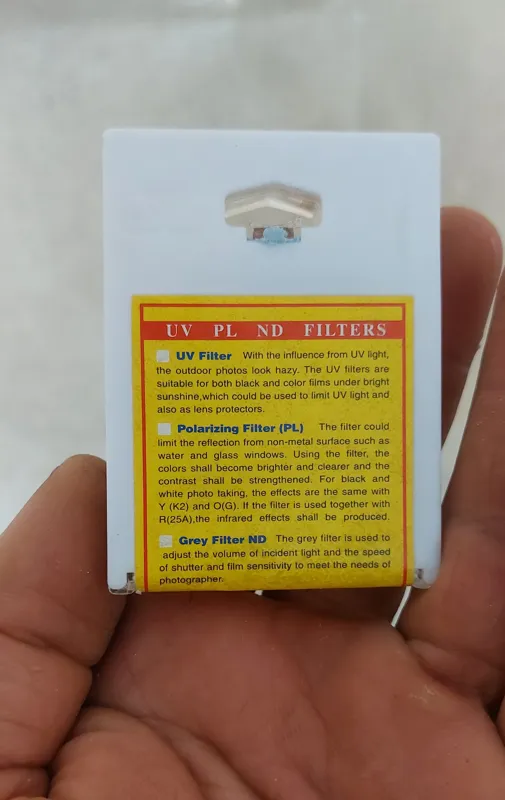 UV PL ND FILTERS
UV Filter With the influence from UV light,
the outdoor photos look hazy. The UV filters are
suitable for both black and color films under bright
sunshine,which could be used to limit UV light and
also as lens protectors.
Polarizing Filter (PL) The filter could
limit the reflection from non-metal surface such as
water and glass windows. Using the filter, the
colors shall become brighter and clearer and the
contrast shall be strengthened. For black and
white photo taking, the effects are the same with
Y (K2) and O(G). If the filter is used together with
R(25A),the infrared effects shall be produced.
Grey Filter ND The grey filter is used to
adjust the volume of incident light and the speed
of shutter and film sensitivity to meet the needs of
photographer.